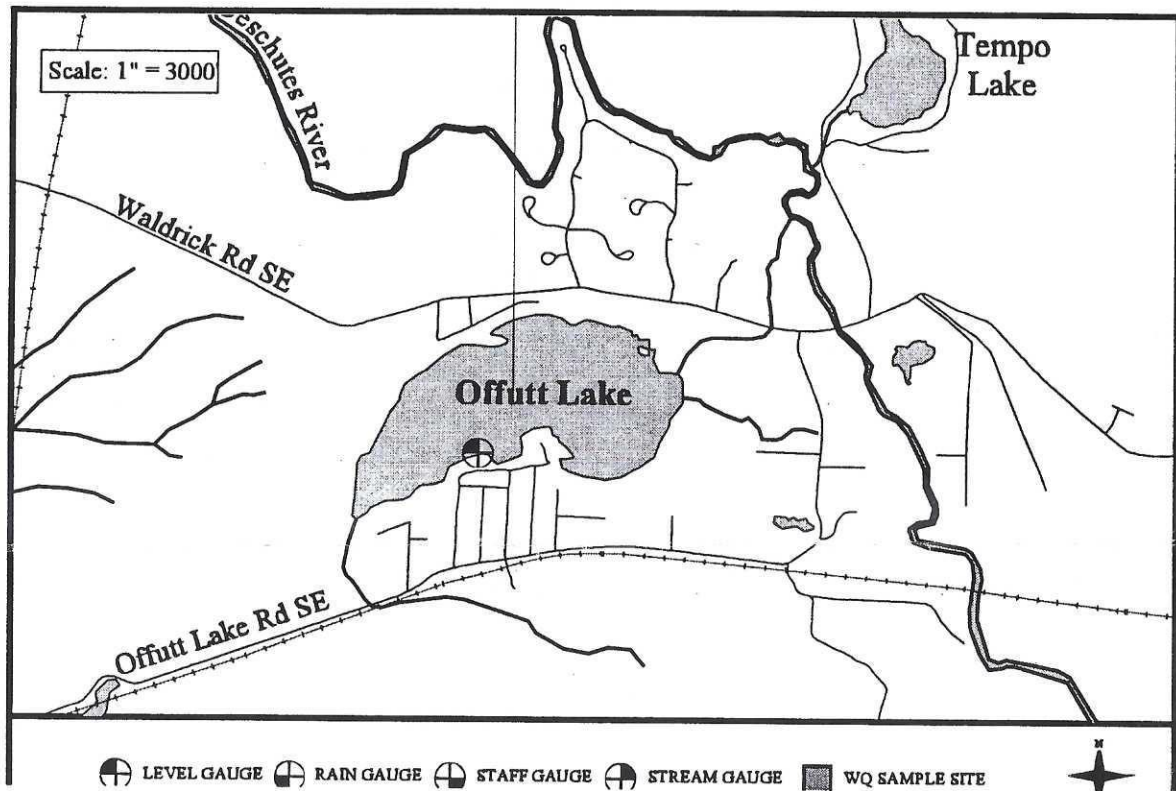 Scale: 1" = 3000
Deschutes River
Tempo
Lake
Waldrick Rd SE
Offutt Lake
Offutt Lake Rd SE
N
LEVEL GAUGE
RAIN GAUGE
STAFF GAUGE
STREAM GAUGE
WQ SAMPLE SITE